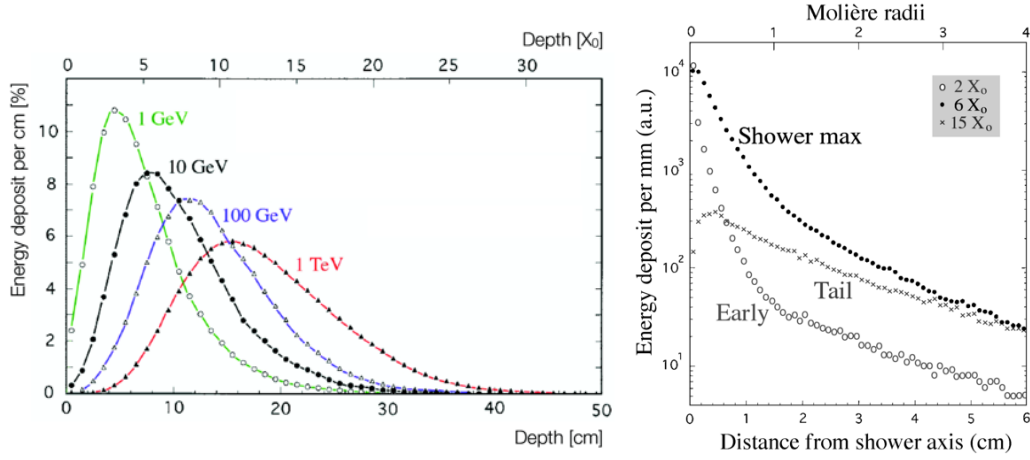 Depth [X₀]
0 5 10 15 20 25 30
Energy deposit per cm [%]
10
8
6
4
2
0
1 GeV
10 GeV
100 GeV
1 TeV
0 10 20 30 40 50
Depth [cm]
Molière radii
0 1 2 3 4
Energy deposit per mm (a.u.)
10⁴
10³
10²
10¹
2 Xₒ
6 Xₒ
15 Xₒ
Shower max
Tail
Early
0 1 2 3 4 5 6
Distance from shower axis (cm)